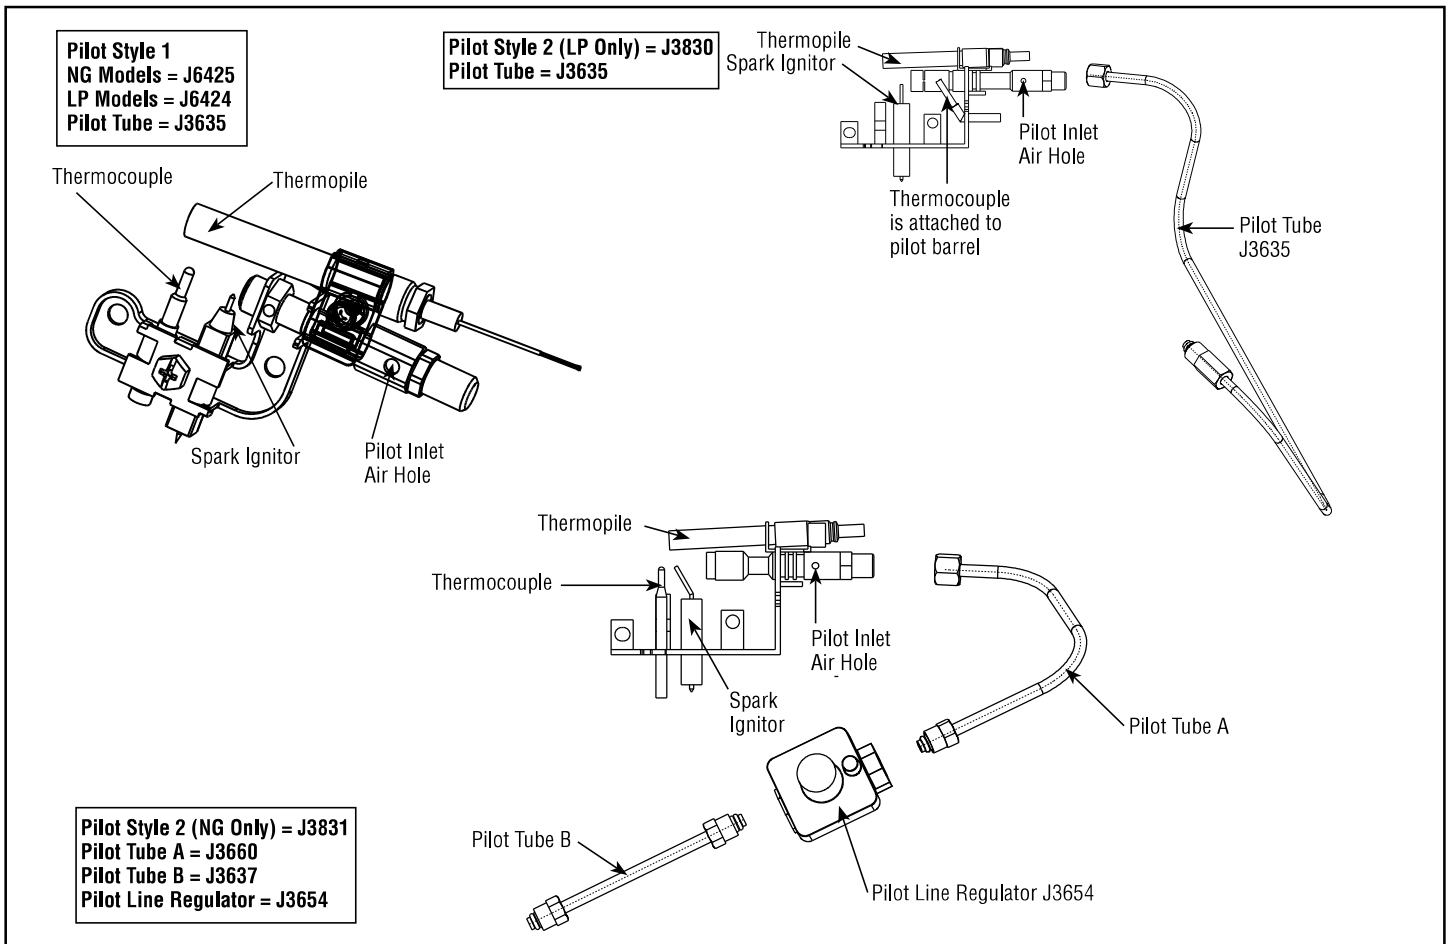 Pilot Style 1
NG Models = J6425
LP Models = J6424
Pilot Tube = J3635
Thermocouple
Thermopile
Spark Ignitor
Pilot Inlet
Air Hole
Pilot Style 2 (LP Only) = J3830
Pilot Tube = J3635
Thermopile
Spark Ignitor
Pilot Inlet
Air Hole
Thermocouple
is attached to
pilot barrel
Pilot Tube
J3635
Thermopile
Thermocouple
Pilot Inlet
Air Hole
Spark
Ignitor
Pilot Tube A
Pilot Tube B
Pilot Line Regulator J3654
Pilot Style 2 (NG Only) = J3831
Pilot Tube A = J3660
Pilot Tube B = J3637
Pilot Line Regulator = J3654